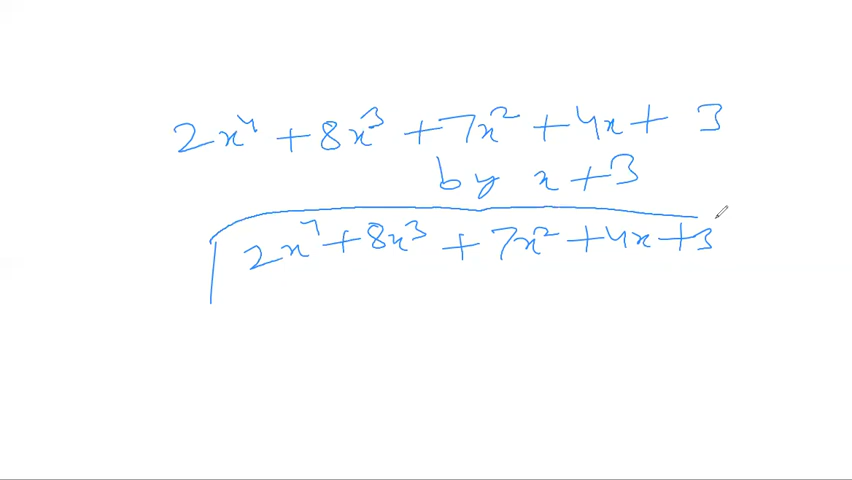 2x⁴ + 8x³ + 7x² + 4x + 3
by x + 3
2x⁴ + 8x³ + 7x² + 4x + 3